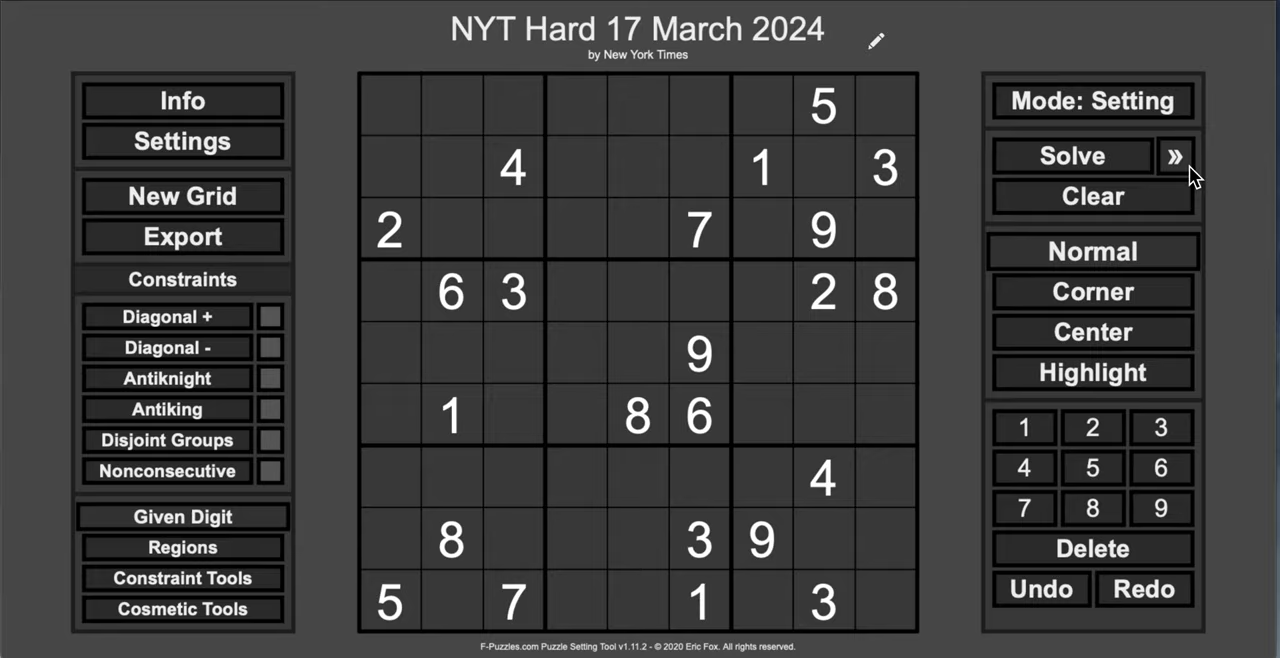 NYT Hard 17 March 2024
by New York Times
Info
Settings
New Grid
Export
Constraints
Diagonal +
Diagonal -
Antiknight
Antiking
Disjoint Groups
Nonconsecutive
Given Digit
Regions
Constraint Tools
Cosmetic Tools
5
4 1 3
2 7 9
6 3 2 8
9
1 8 6
4
8 3 9
5 7 1 3
Mode: Setting
Solve »
Clear
Normal
Corner
Center
Highlight
1 2 3
4 5 6
7 8 9
Delete
Undo Redo
F-Puzzles.com Puzzle Setting Tool v1.11.2 - © 2020 Eric Fox. All rights reserved.